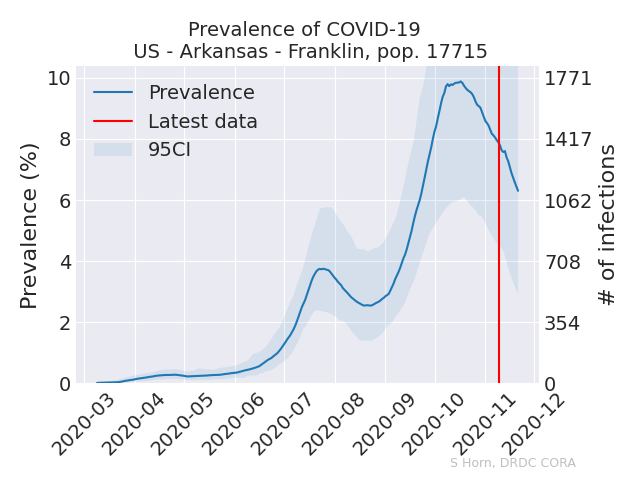 Prevalence of COVID-19
US - Arkansas - Franklin, pop. 17715
Prevalence (%)
10
8
6
4
2
0
Prevalence
Latest data
95CI
1771
1417
1062
708
354
0
# of infections
2020-03
2020-04
2020-05
2020-06
2020-07
2020-08
2020-09
2020-10
2020-11
2020-12
S Horn, DRDC CORA